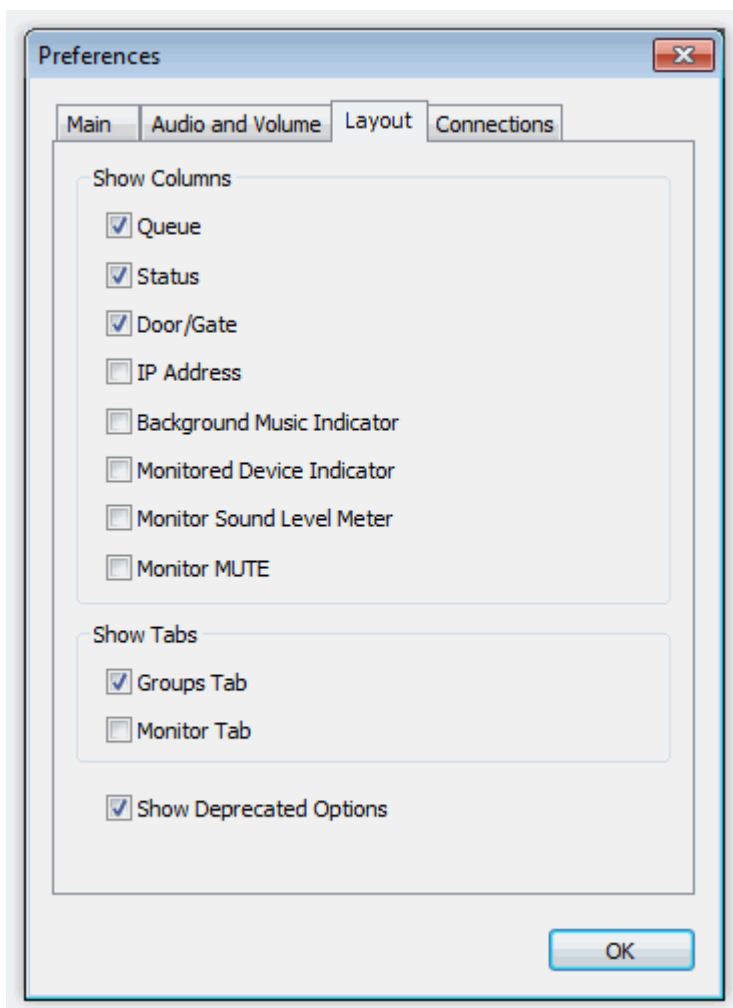 Preferences
Main Audio and Volume Layout Connections
Show Columns
Queue
Status
Door/Gate
IP Address
Background Music Indicator
Monitored Device Indicator
Monitor Sound Level Meter
Monitor MUTE
Show Tabs
Groups Tab
Monitor Tab
Show Deprecated Options
OK